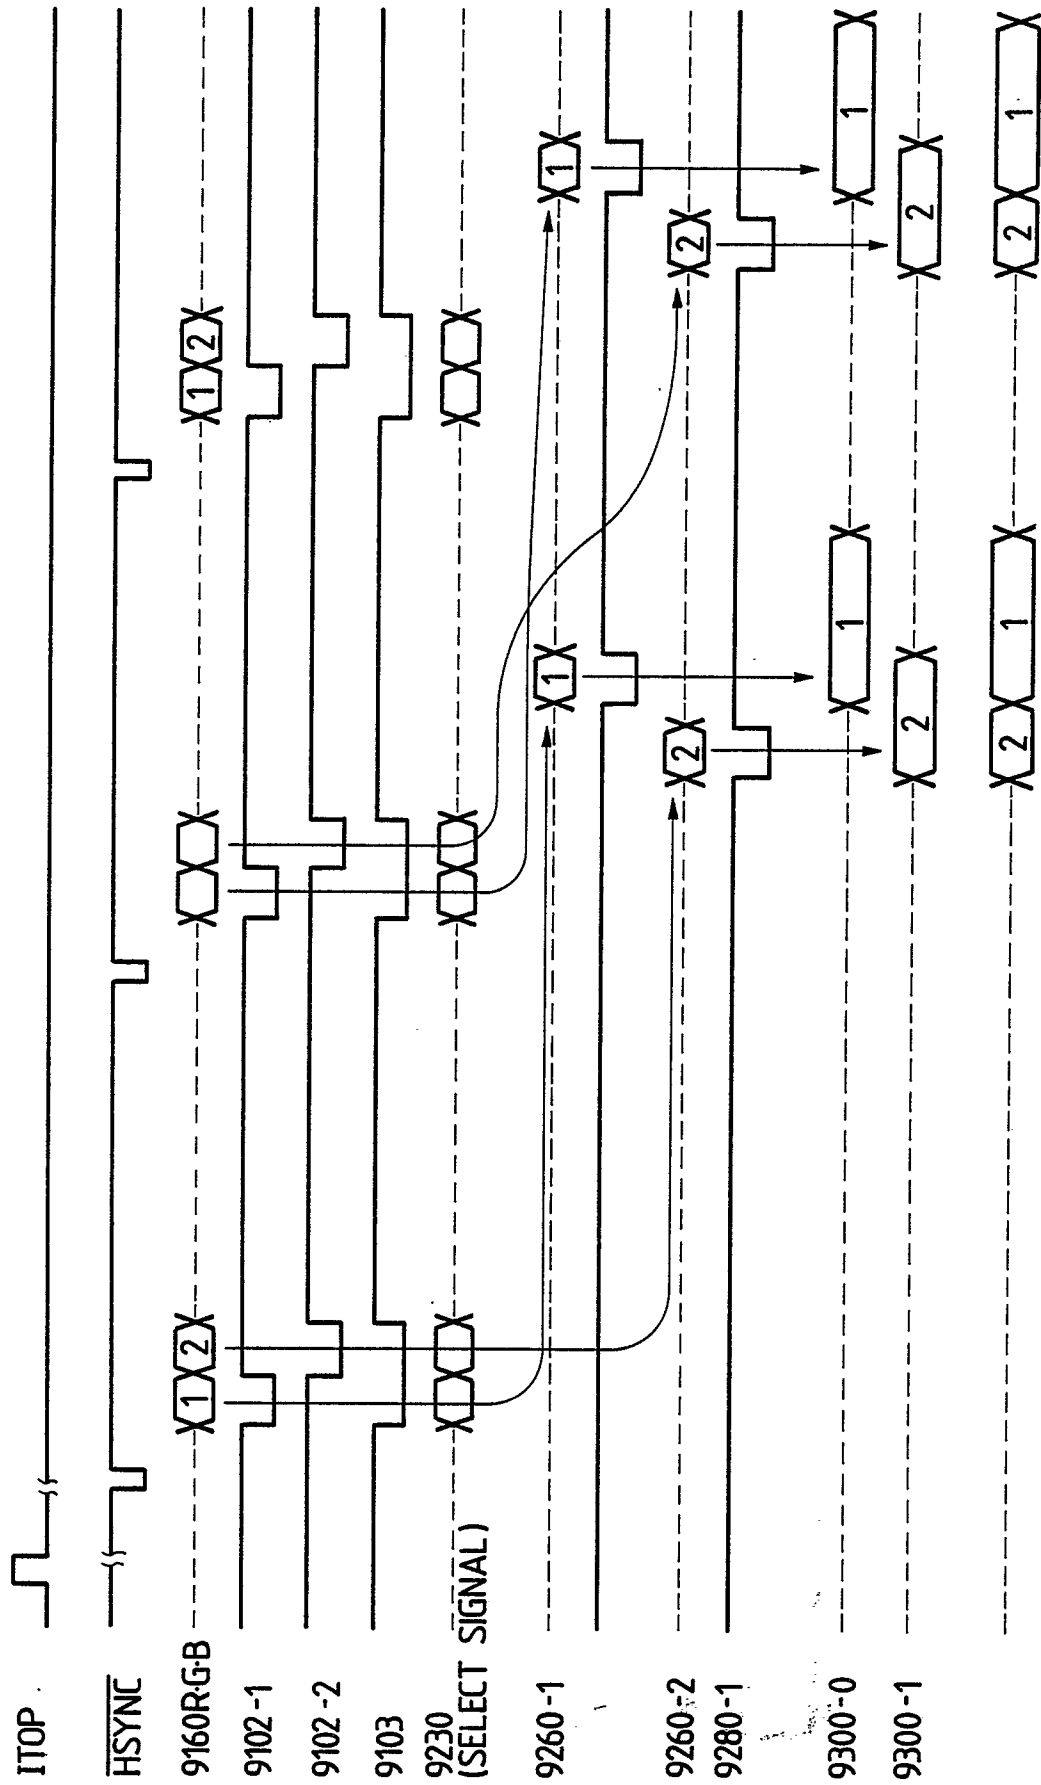 ITOP
HSYNC
9160R·G·B 1 2 1 2
9102-1
9102-2
9103
9230
(SELECT SIGNAL)
9260-1 1 1
9260-2 2 2
9280-1
9300-0 1 1
9300-1 2 2
2 1 2 1